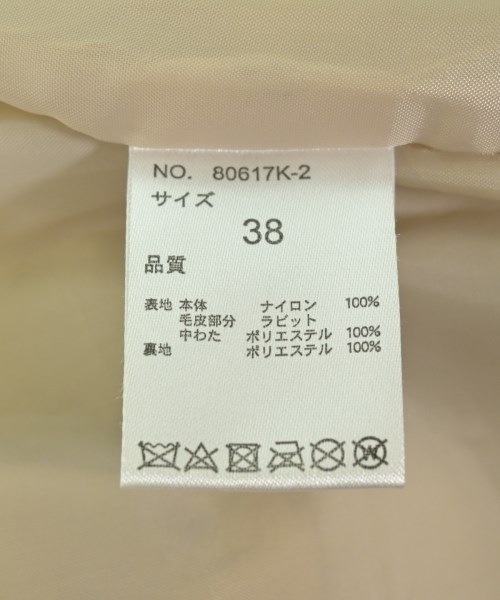 NO. 80617K-2
サイズ
38
品質
表地 本体 ナイロン 100%
毛皮部分 ラビット
中わた ポリエステル 100%
裏地 ポリエステル 100%
W